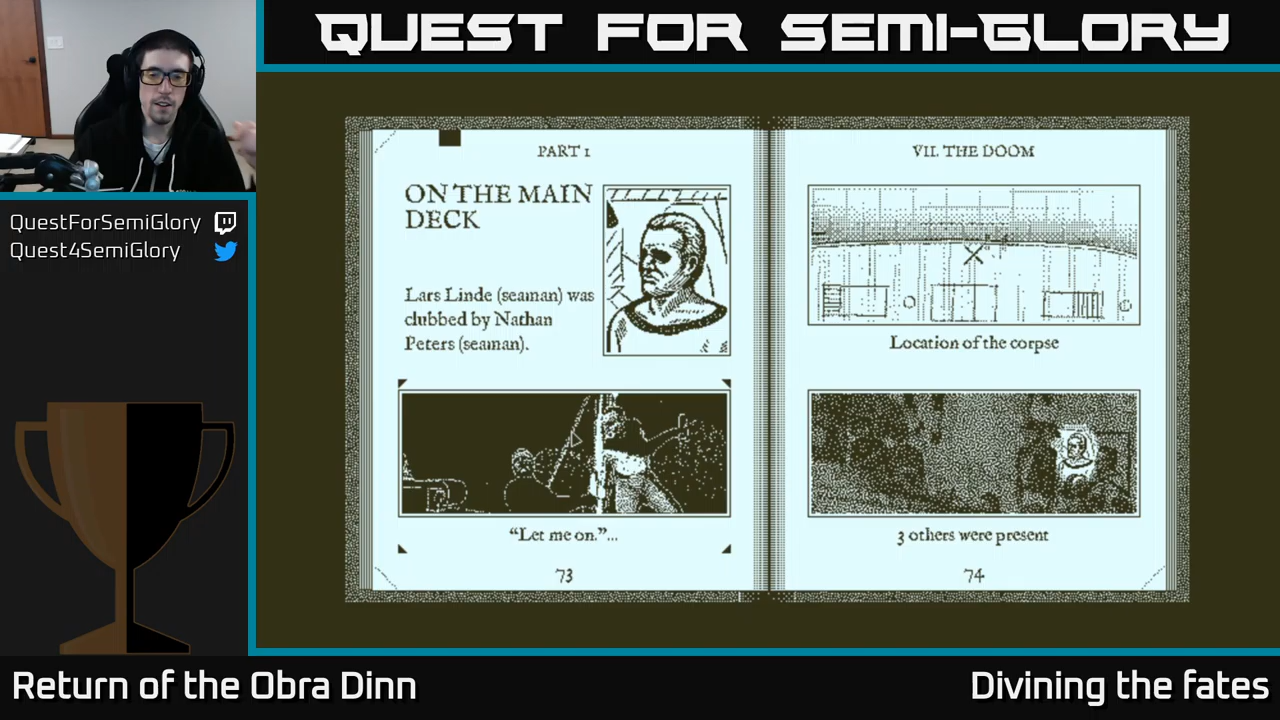 QUEST FOR SEMI-GLORY
QuestForSemiGlory
Quest4SemiGlory
PART 1
ON THE MAIN
DECK
Lars Linde (seaman) was
clubbed by Nathan
Peters (seaman).
"Let me on."...
73
VII. THE DOOM
Location of the corpse
3 others were present
74
Return of the Obra Dinn
Divining the fates